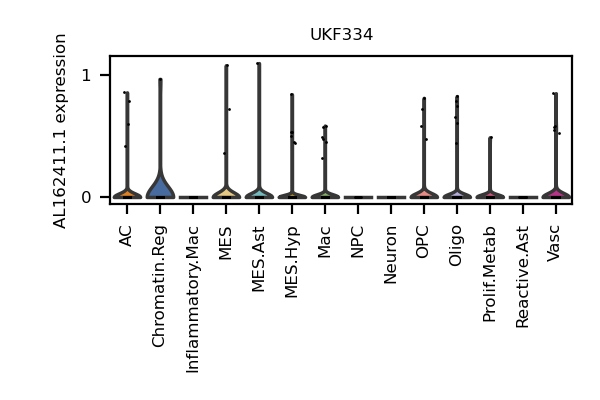 UKF334
AL162411.1 expression
1
0
AC
Chromatin.Reg
Inflammatory.Mac
MES
MES.Ast
MES.Hyp
Mac
NPC
Neuron
OPC
Oligo
Prolif.Metab
Reactive.Ast
Vasc